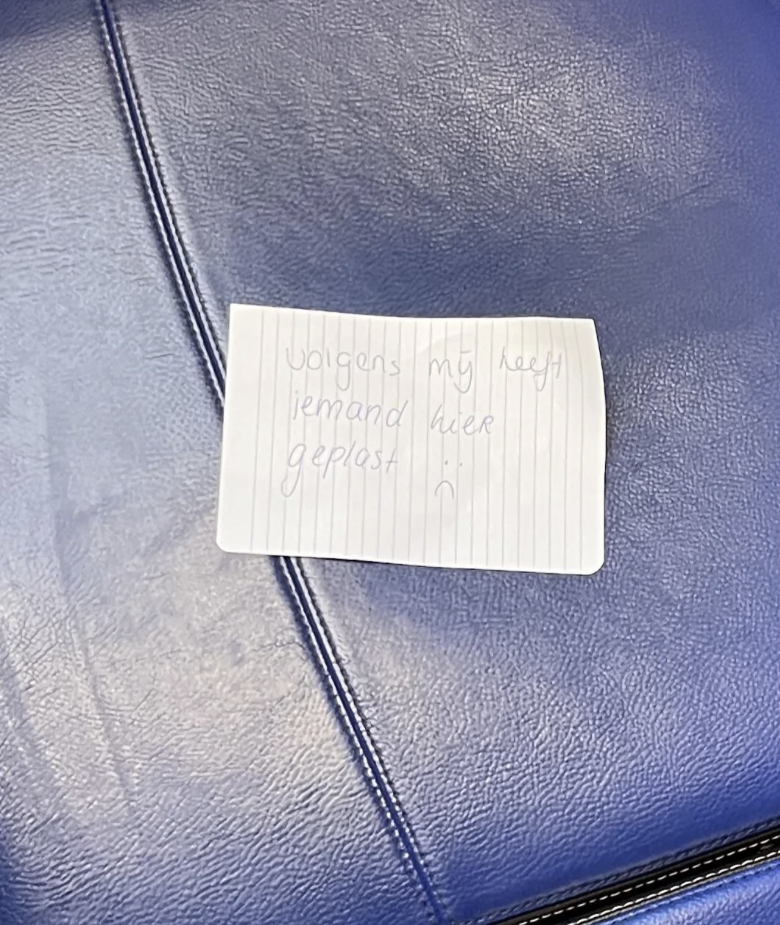 volgens mij heeft
iemand hier
geplast :(